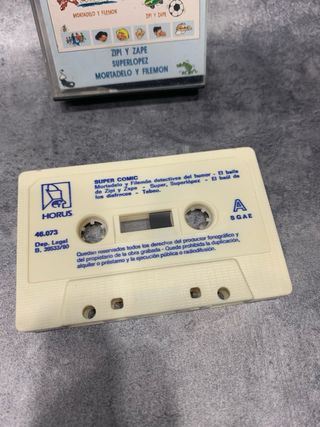 MORTADELO Y FILEMON
ZIPI Y ZAPE
ZIPI Y ZAPE
SUPERLOPEZ
MORTADELO Y FILEMON
HORUS
SUPER COMIC
Mortadelo y Filemón detectives del humor - El baile
de Zipi y Zape - Super, Superlópez - El baúl de
los disfraces - Tebeo.
A
S.G.A.E.
46.073
Dep. Legal
B. 39533/90
Quedan reservados todos los derechos del productor fonográfico y
del propietario de la obra grabada - Queda prohibida la duplicación,
alquiler o préstamo y la ejecución pública o radiodifusión.